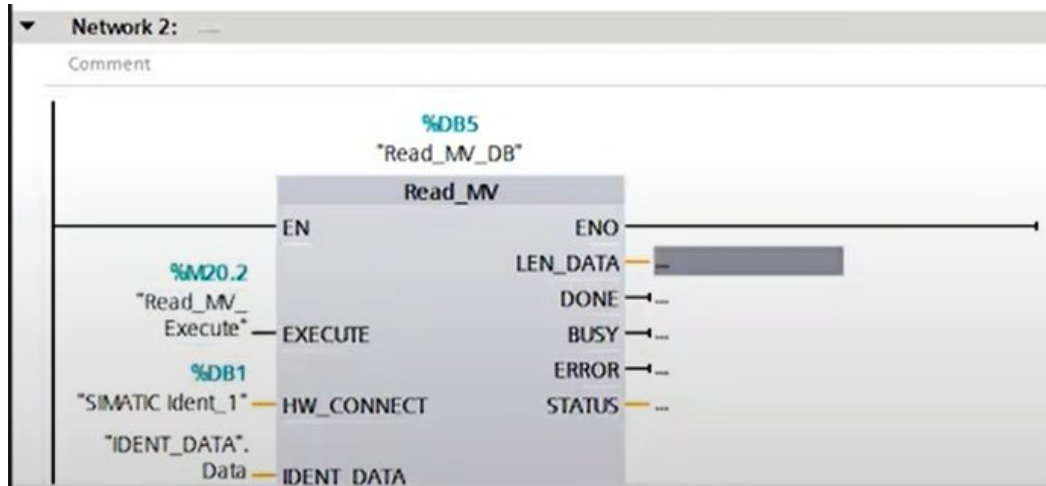 Network 2: ....
Comment
%DB5
"Read_MV_DB"
Read_MV
EN
ENO
%M20.2
"Read_MV_
Execute"
EXECUTE
%DB1
"SIMATIC Ident_1"
HW_CONNECT
"IDENT_DATA".
Data
IDENT_DATA
LEN_DATA
...
DONE
...
BUSY
...
ERROR
...
STATUS
...